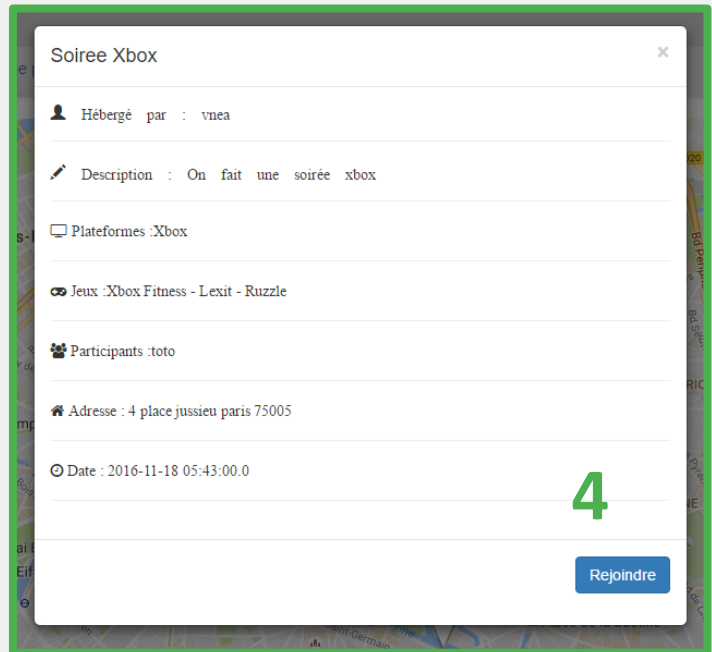 Soiree Xbox ×
Hébergé par : vnea
Description : On fait une soirée xbox
Plateformes :Xbox
Jeux :Xbox Fitness - Lexit - Ruzzle
Participants :toto
Adresse : 4 place jussieu paris 75005
Date : 2016-11-18 05:43:00.0
4
Rejoindre